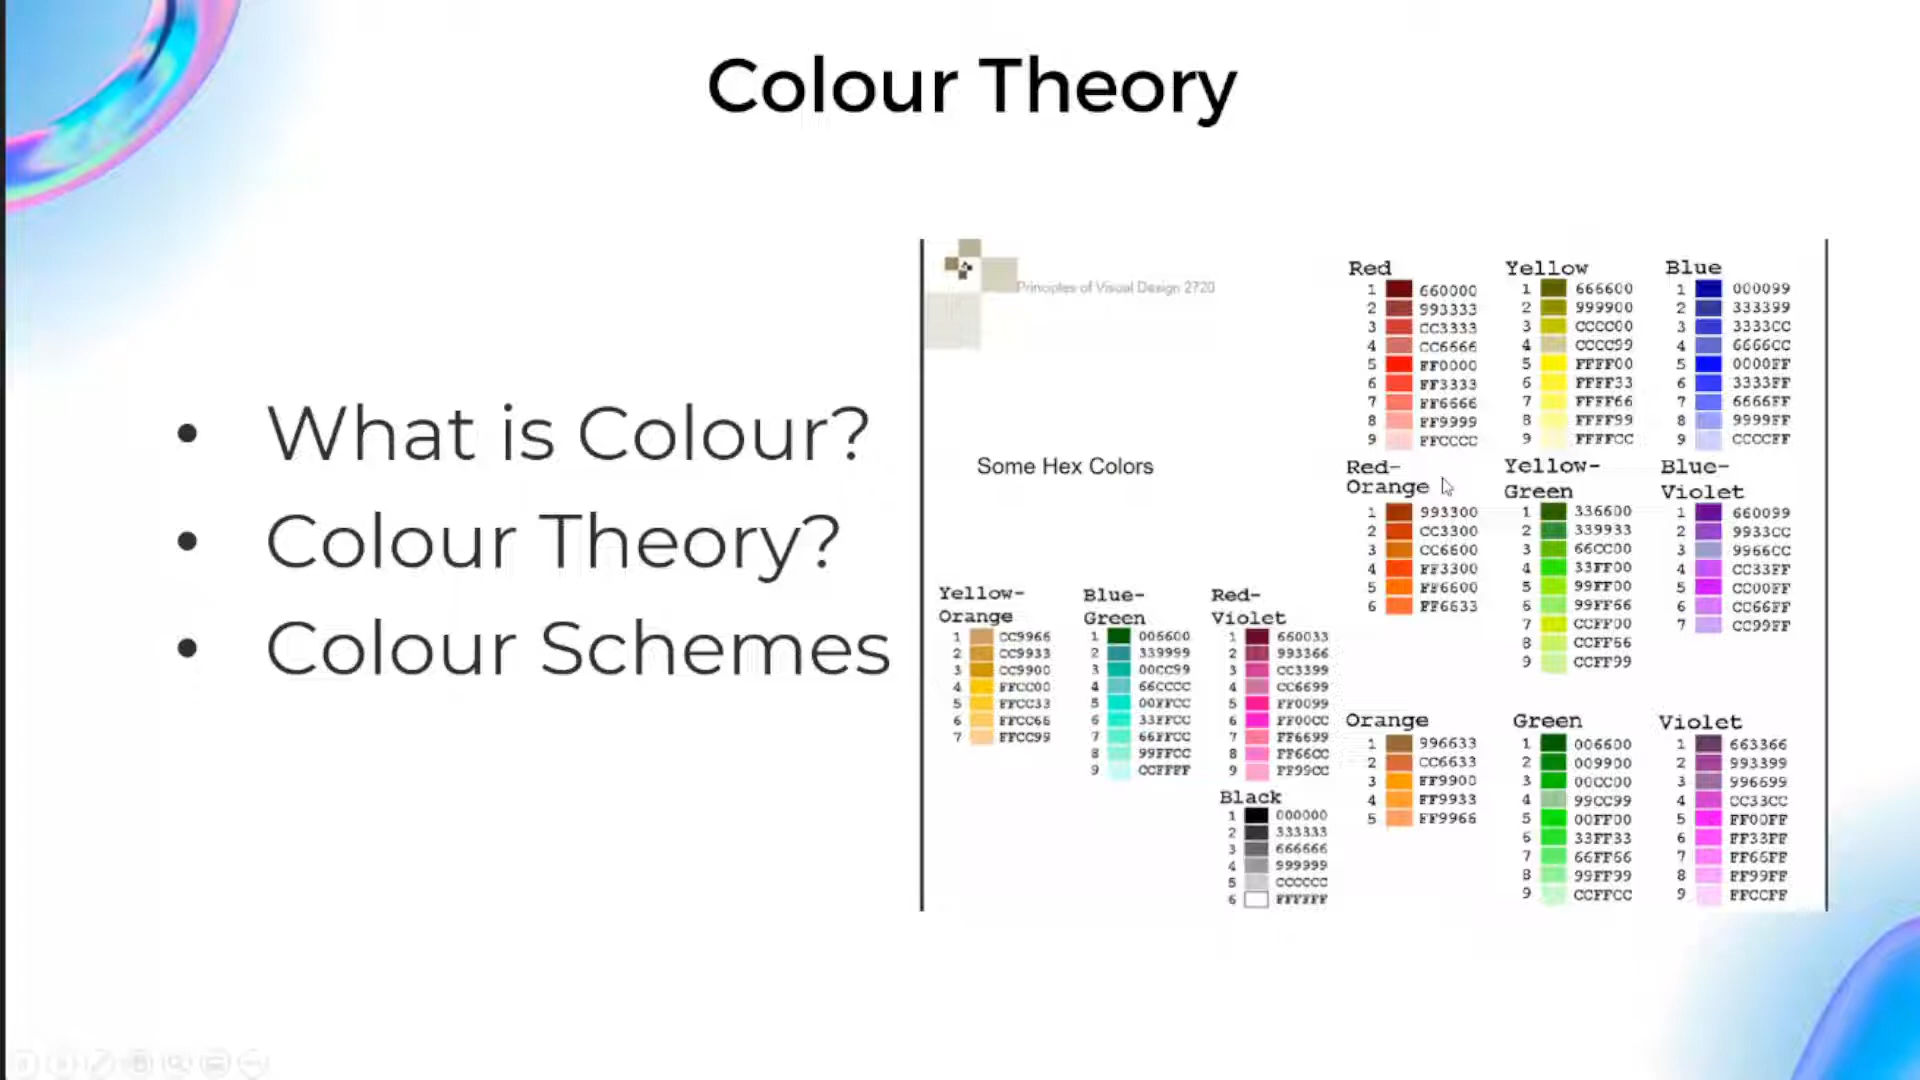 Colour Theory
• What is Colour?
• Colour Theory?
• Colour Schemes
Principles of Visual Design 2720
Some Hex Colors
Red
1 660000
2 993333
3 CC3333
4 CC6666
5 FF0000
6 FF3333
7 FF6666
8 FF9999
9 FFCCCC
Yellow
1 666600
2 999900
3 CCCC00
4 CCCC99
5 FFFF00
6 FFFF33
7 FFFF66
8 FFFF99
9 FFFFCC
Blue
1 000099
2 333399
3 3333CC
4 6666CC
5 0000FF
6 3333FF
7 6666FF
8 9999FF
9 CCCCFF
Red-
Orange
1 993300
2 CC3300
3 CC6600
4 FF3300
5 FF6600
6 FF6633
Yellow-
Green
1 336600
2 339933
3 66CC00
4 33FF00
5 99FF00
6 99FF66
7 CCFF00
8 CCFF66
9 CCFF99
Blue-
Violet
1 660099
2 9933CC
3 9966CC
4 CC33FF
5 CC00FF
6 CC66FF
7 CC99FF
Yellow-
Orange
1 CC9966
2 CC9933
3 CC9900
4 FFCC00
5 FFCC33
6 FFCC66
7 FFCC99
Blue-
Green
1 006600
2 339999
3 00CC99
4 66CCCC
5 00FFCC
6 33FFCC
7 66FFCC
8 99FFCC
9 CCFFFF
Red-
Violet
1 660033
2 993366
3 CC3399
4 CC6699
5 FF0099
6 FF00CC
7 FF6699
8 FF66CC
9 FF99CC
Black
1 000000
2 333333
3 666666
4 999999
5 CCCCCC
6 FFFFFF
Orange
1 996633
2 CC6633
3 FF9900
4 FF9933
5 FF9966
Green
1 006600
2 009900
3 00CC00
4 99CC99
5 00FF00
6 33FF33
7 66FF66
8 99FF99
9 CCFFCC
Violet
1 663366
2 993399
3 996699
4 CC33CC
5 FF00FF
6 FF33FF
7 FF66FF
8 FF99FF
9 FFCCFF